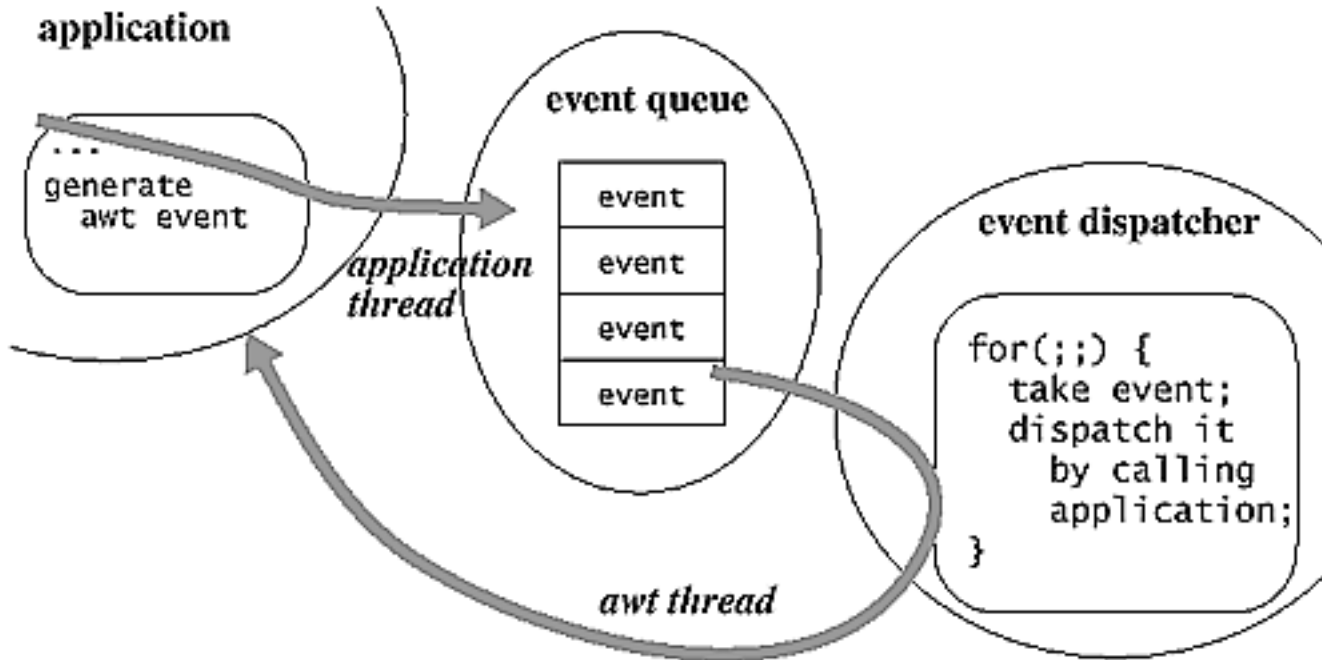 application
...
generate
awt event
application
thread
event queue
event
event
event
event
event dispatcher
for(;;) {
take event;
dispatch it
by calling
application;
}
awt thread